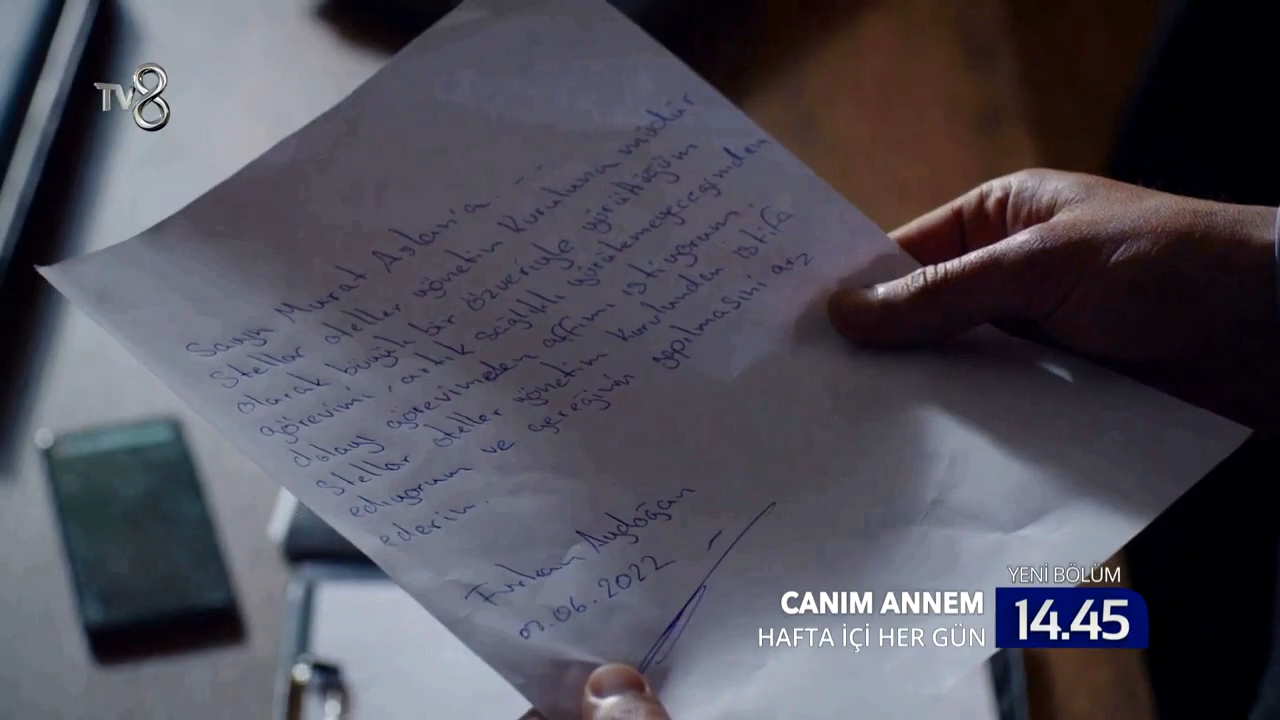 TV8
Sayın Murat Aslan'a
Stellar oteller yönetim Kuruluna müdür
olarak büyük bir özveriyle yürüttüğüm
görevimi, artık sağlıklı yürütemeyeceğimden
dolayı görevimden affımı istiyorum.
Stellar oteller yönetim kurulundan istifa
ediyorum ve gereğinin yapılmasını arz
ederim.
Furkan Aydoğan
06.2022
YENİ BÖLÜM
CANIM ANNEM
14.45
HAFTA İÇİ HER GÜN